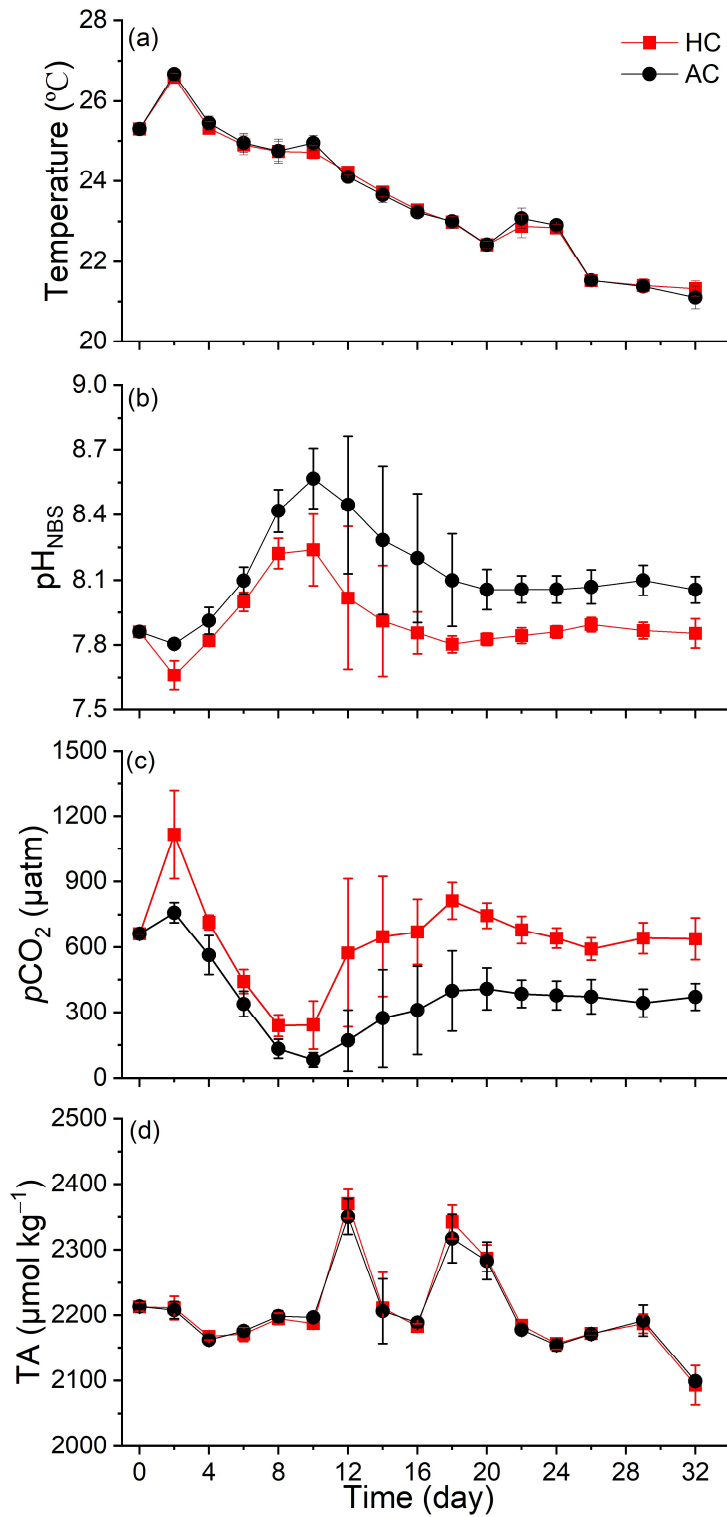 (a)
HC
AC
Temperature (ºC)
28
26
24
22
20
(b)
pH_NBS
9.0
8.7
8.4
8.1
7.8
7.5
(c)
pCO₂ (µatm)
1500
1200
900
600
300
0
(d)
TA (µmol kg⁻¹)
2500
2400
2300
2200
2100
2000
0 4 8 12 16 20 24 28 32
Time (day)